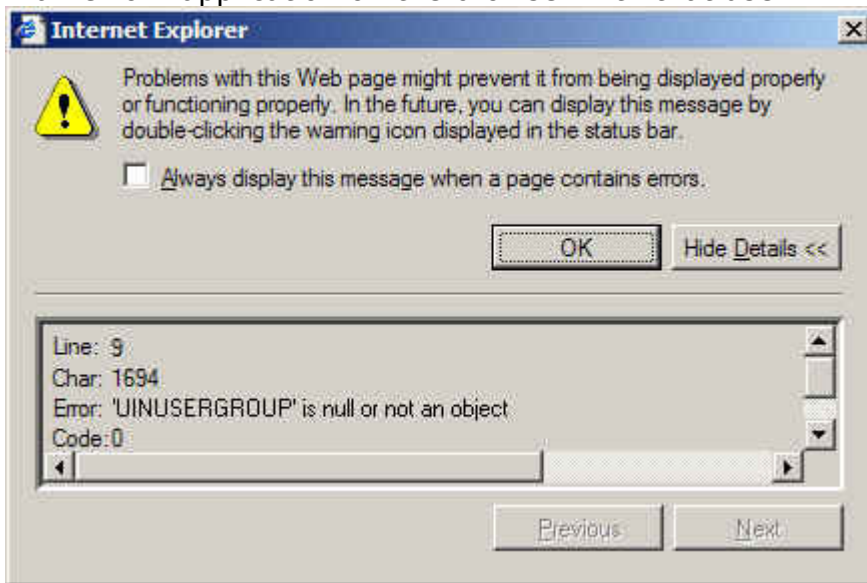 Internet Explorer
Problems with this Web page might prevent it from being displayed properly
or functioning properly. In the future, you can display this message by
double-clicking the warning icon displayed in the status bar.
Always display this message when a page contains errors.
OK
Hide Details <<
Line: 9
Char: 1694
Error: 'UINUSERGROUP' is null or not an object
Code:0
Previous
Next